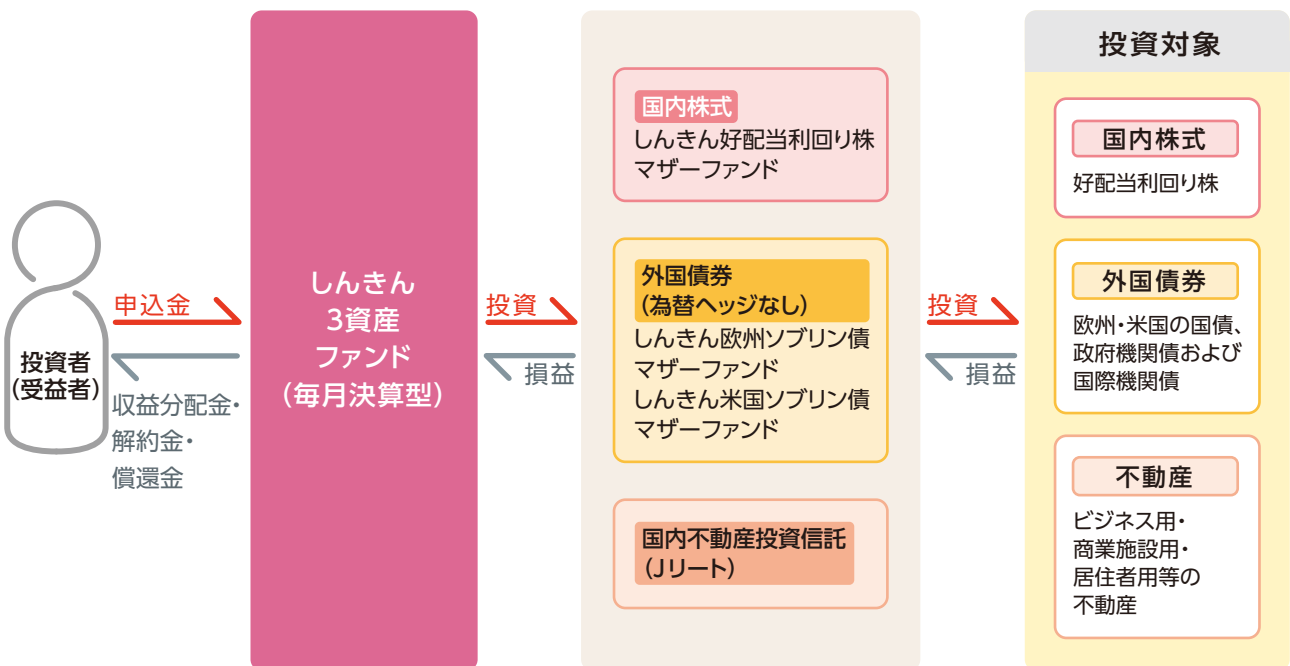 投資者
(受益者)
申込金
収益分配金・
解約金・
償還金
しんきん
3資産
ファンド
(毎月決算型)
投資
損益
国内株式
しんきん好配当利回り株
マザーファンド
外国債券
(為替ヘッジなし)
しんきん欧州ソブリン債
マザーファンド
しんきん米国ソブリン債
マザーファンド
国内不動産投資信託
(Jリート)
投資
損益
投資対象
国内株式
好配当利回り株
外国債券
欧州・米国の国債、
政府機関債および
国際機関債
不動産
ビジネス用・
商業施設用・
居住者用等の
不動産